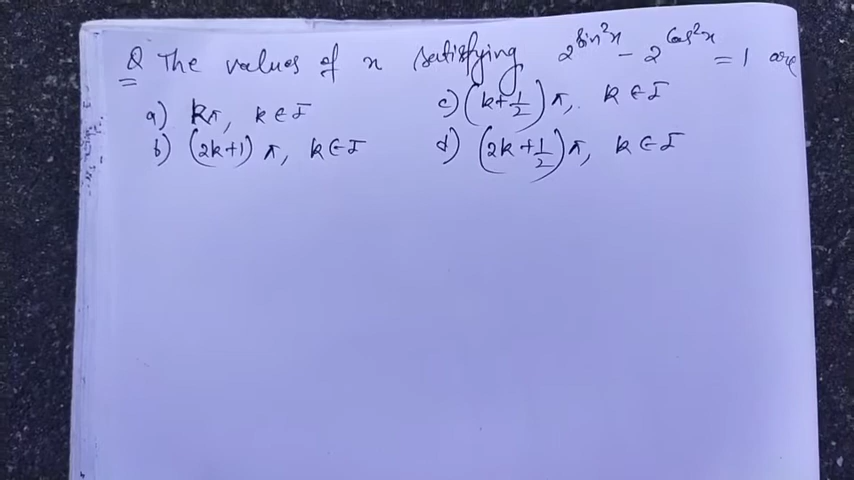 Q The values of x satisfying 2^sin²x - 2^cos²x = 1 are
a) kπ, k∈I c) (k+1/2)π, k∈I
b) (2k+1)π, k∈I d) (2k+1/2)π, k∈I